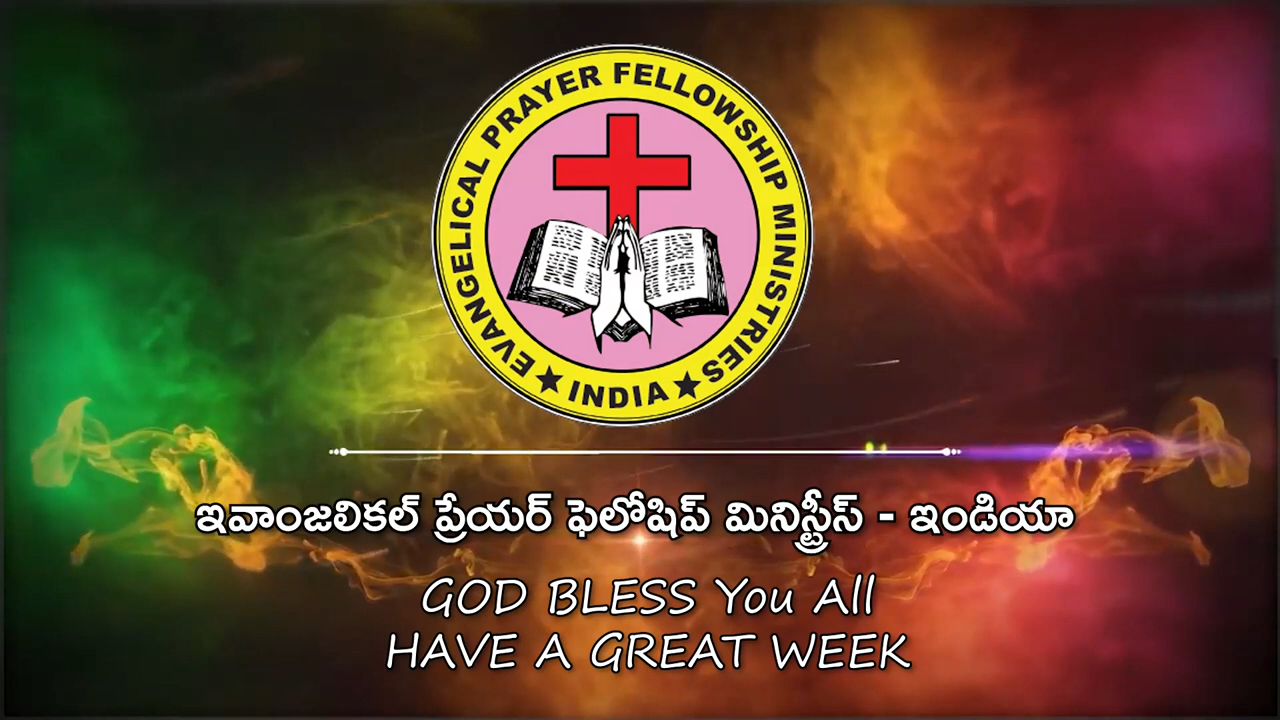 EVANGELICAL PRAYER FELLOWSHIP MINISTRIES
★ INDIA ★
ఇవాంజలికల్ ప్రేయర్ ఫెలోషిప్ మినిస్ట్రీస్ - ఇండియా
GOD BLESS You All
HAVE A GREAT WEEK